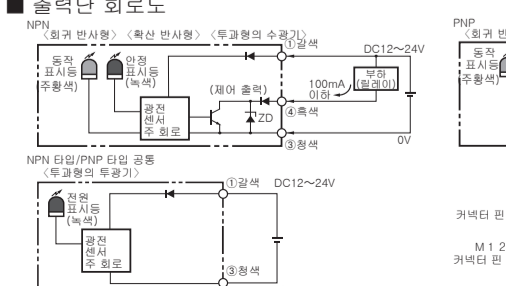 ■ 출력단 회로도
NPN
〈회귀 반사형〉 〈확산 반사형〉 〈투과형의 수광기〉
동작
표시등
(주황색)
안정
표시등
(녹색)
①갈색
DC12～24V
(제어 출력)
100mA
이하
부하
(릴레이)
④흑색
ZD
광전
센서
주 회로
③청색
0V
NPN 타입/PNP 타입 공통
〈투과형의 투광기〉
전원
표시등
(녹색)
①갈색 DC12～24V
광전
센서
주 회로
③청색
PNP
〈회귀 반
동작
표시등
주황색)
커넥터 핀
M12
커넥터 핀